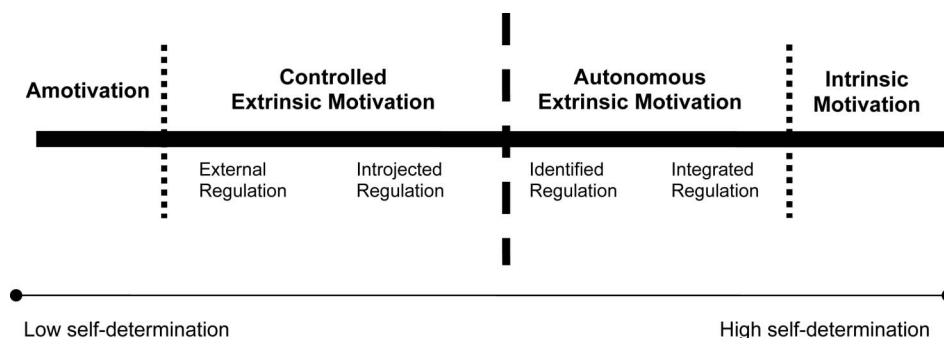 Amotivation
Controlled
Extrinsic Motivation
Autonomous
Extrinsic Motivation
Intrinsic
Motivation
External
Regulation
Introjected
Regulation
Identified
Regulation
Integrated
Regulation
Low self-determination
High self-determination